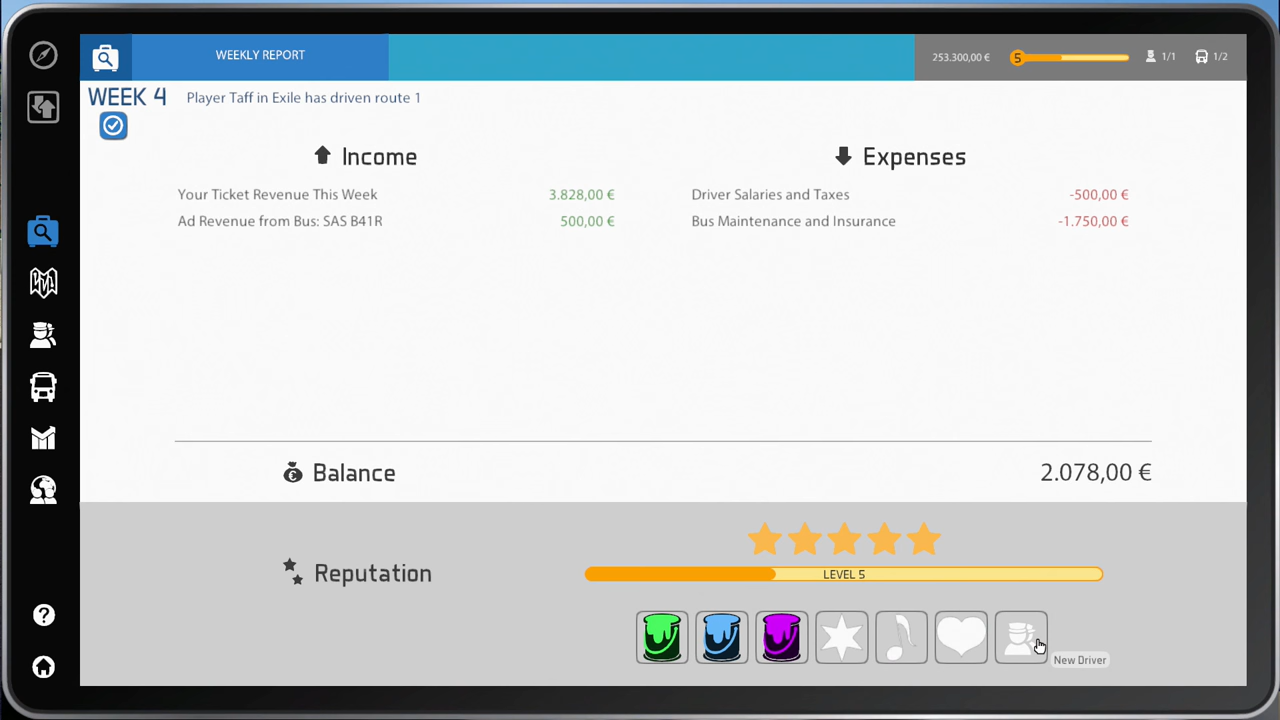 WEEKLY REPORT
253.300,00 €
5
1/1
1/2
WEEK 4
Player Taff in Exile has driven route 1
Income
Expenses
Your Ticket Revenue This Week 3.828,00 €
Driver Salaries and Taxes -500,00 €
Ad Revenue from Bus: SAS B41R 500,00 €
Bus Maintenance and Insurance -1.750,00 €
Balance 2.078,00 €
Reputation
LEVEL 5
New Driver
?